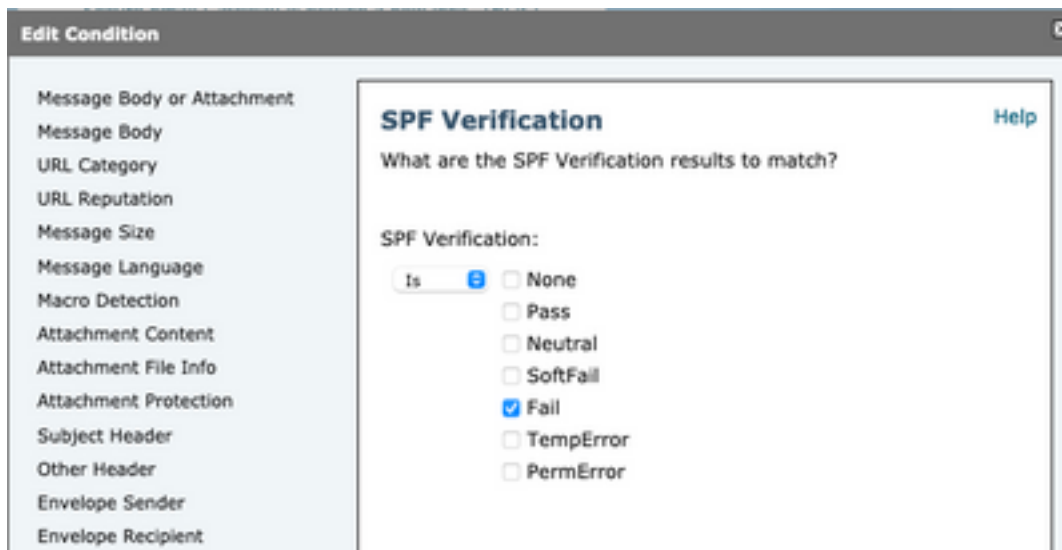 Edit Condition
Message Body or Attachment
Message Body
URL Category
URL Reputation
Message Size
Message Language
Macro Detection
Attachment Content
Attachment File Info
Attachment Protection
Subject Header
Other Header
Envelope Sender
Envelope Recipient
SPF Verification
Help
What are the SPF Verification results to match?
SPF Verification:
Is
None
Pass
Neutral
SoftFail
Fail
TempError
PermError